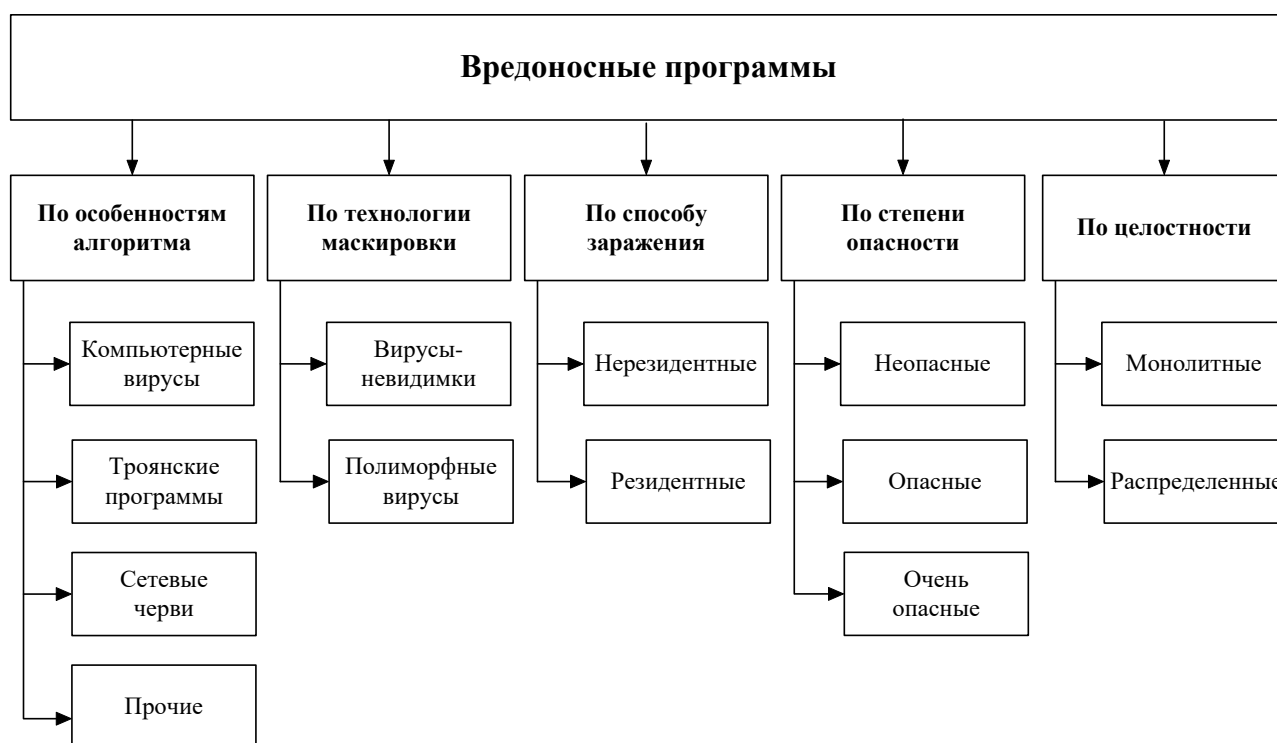 Вредоносные программы
По особенностям
алгоритма
По технологии
маскировки
По способу
заражения
По степени
опасности
По целостности
Компьютерные
вирусы
Троянские
программы
Сетевые
черви
Прочие
Вирусы-
невидимки
Полиморфные
вирусы
Нерезидентные
Резидентные
Неопасные
Опасные
Очень
опасные
Монолитные
Распределенные